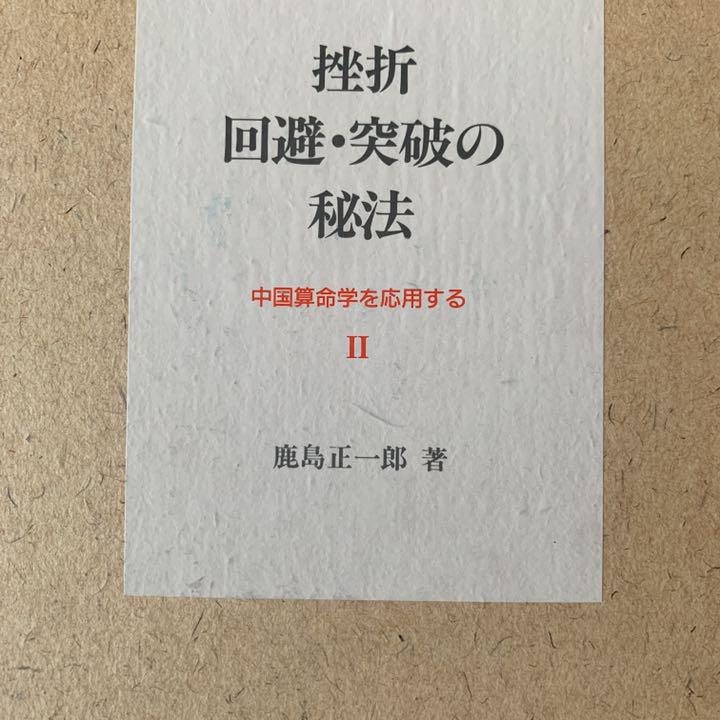 挫折
回避・突破の
秘法
中国算命学を応用する
II
鹿島正一郎 著